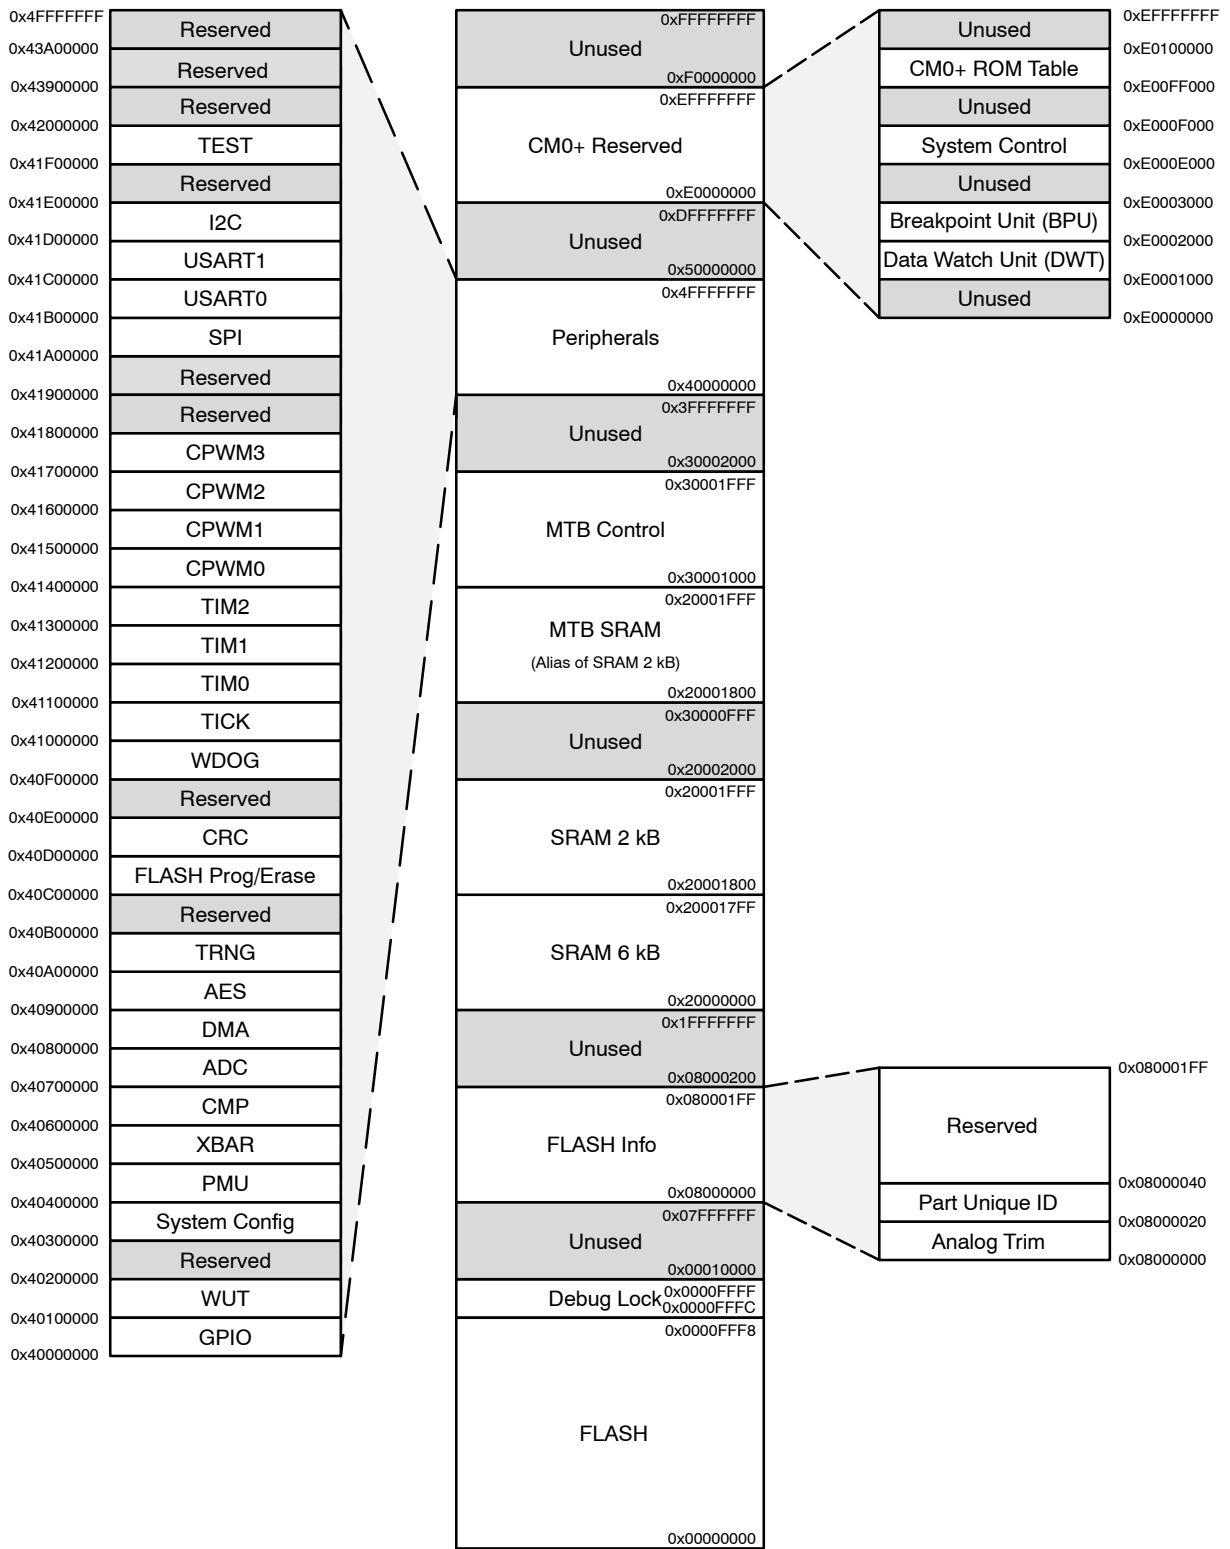 0x4FFFFFFF
Reserved
0x43A00000
Reserved
0x43900000
Reserved
0x42000000
TEST
0x41F00000
Reserved
0x41E00000
I2C
0x41D00000
USART1
0x41C00000
USART0
0x41B00000
SPI
0x41A00000
Reserved
0x41900000
Reserved
0x41800000
CPWM3
0x41700000
CPWM2
0x41600000
CPWM1
0x41500000
CPWM0
0x41400000
TIM2
0x41300000
TIM1
0x41200000
TIM0
0x41100000
TICK
0x41000000
WDOG
0x40F00000
Reserved
0x40E00000
CRC
0x40D00000
FLASH Prog/Erase
0x40C00000
Reserved
0x40B00000
TRNG
0x40A00000
AES
0x40900000
DMA
0x40800000
ADC
0x40700000
CMP
0x40600000
XBAR
0x40500000
PMU
0x40400000
System Config
0x40300000
Reserved
0x40200000
WUT
0x40100000
GPIO
0x40000000
0xFFFFFFFF
Unused
0xF0000000
0xEFFFFFFF
CM0+ Reserved
0xE0000000
0xDFFFFFFF
Unused
0x50000000
0x4FFFFFFF
Peripherals
0x40000000
0x3FFFFFFF
Unused
0x30002000
0x30001FFF
MTB Control
0x30001000
0x20001FFF
MTB SRAM
(Alias of SRAM 2 kB)
0x20001800
0x30000FFF
Unused
0x20002000
0x20001FFF
SRAM 2 kB
0x20001800
0x200017FF
SRAM 6 kB
0x20000000
0x1FFFFFFF
Unused
0x08000200
0x080001FF
FLASH Info
0x08000000
0x07FFFFFF
Unused
0x00010000
0x0000FFFF
Debug Lock
0x0000FFFC
0x0000FFF8
FLASH
0x00000000
0xEFFFFFFF
Unused
0xE0100000
CM0+ ROM Table
0xE00FF000
Unused
0xE000F000
System Control
0xE000E000
Unused
0xE0003000
Breakpoint Unit (BPU)
0xE0002000
Data Watch Unit (DWT)
0xE0001000
Unused
0xE0000000
0x080001FF
Reserved
0x08000040
Part Unique ID
0x08000020
Analog Trim
0x08000000